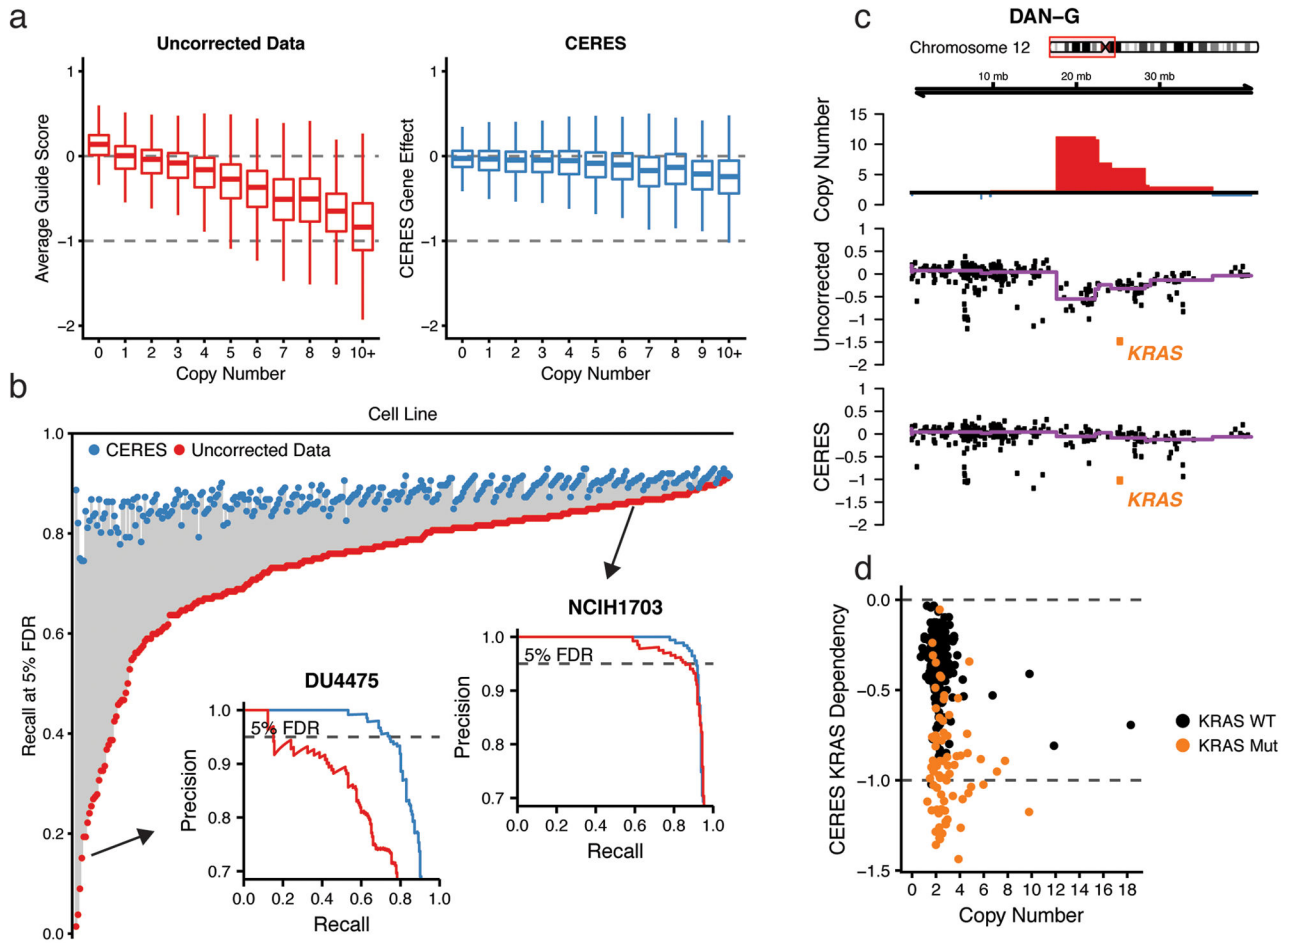 a
Uncorrected Data
Average Guide Score
1
0
−1
−2
0 1 2 3 4 5 6 7 8 9 10+
Copy Number
CERES
CERES Gene Effect
1
0
−1
−2
0 1 2 3 4 5 6 7 8 9 10+
Copy Number
b
Cell Line
CERES
Uncorrected Data
Recall at 5% FDR
1.0
0.8
0.6
0.4
0.2
0.0
DU4475
5% FDR
Precision
1.0
0.9
0.8
0.7
0.0 0.2 0.4 0.6 0.8 1.0
Recall
NCIH1703
5% FDR
Precision
1.0
0.9
0.8
0.7
0.0 0.2 0.4 0.6 0.8 1.0
Recall
c
DAN−G
Chromosome 12
10 mb 20 mb 30 mb
Copy Number
15
10
5
0
Uncorrected
1
0.5
0
−0.5
−1
−1.5
−2
KRAS
CERES
1
0.5
0
−0.5
−1
−1.5
−2
KRAS
d
CERES KRAS Dependency
0.0
−0.5
−1.0
−1.5
0 2 4 6 8 10 12 14 16 18
Copy Number
KRAS WT
KRAS Mut